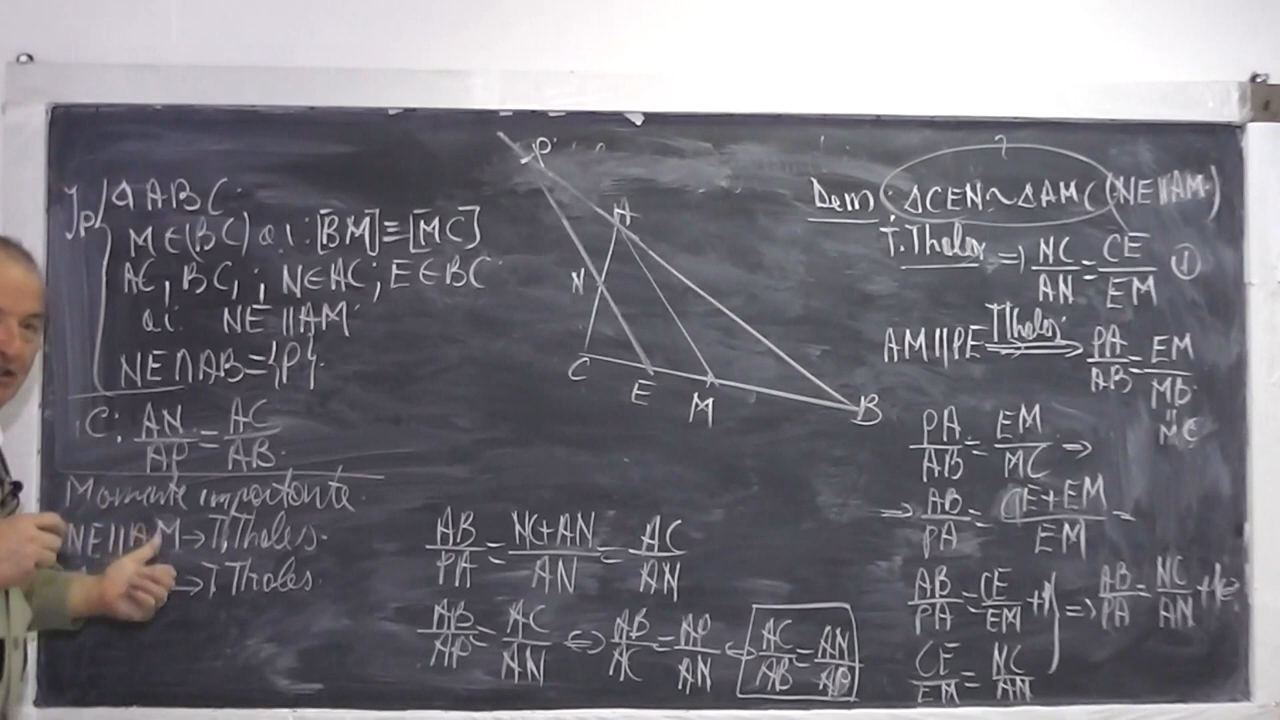 Ip △ABC
M∈(BC) a.i: [BM]≡[MC]
AC, BC, ; N∈AC; E∈BC
a.i. NE∥AM
NE∩AB={P}
C: AN/AP=AC/AB
Momente importante
NE∥AM→T.Thales.
→T Thales.
P
A
N
C
E
M
B
?
Dem: △CEN~△AMC (NE∥AM)
T.Thales ⇒ NC/AN=CE/EM ①
AM∥PE T.Thales ⇒ PA/AB=EM/MB
"
MC
PA/AB=EM/MC ⇒
⇒ AB/PA=CE+EM/EM=
AB/PA=CE/EM+1 } ⇒ AB/PA=NC/AN+1
CE/EM=NC/AN
AB/PA=NC+AN/AN=AC/AN
AB/AP=AC/AN ⇔ AB/AC=AP/AN ⇔ AC/AB=AN/AP